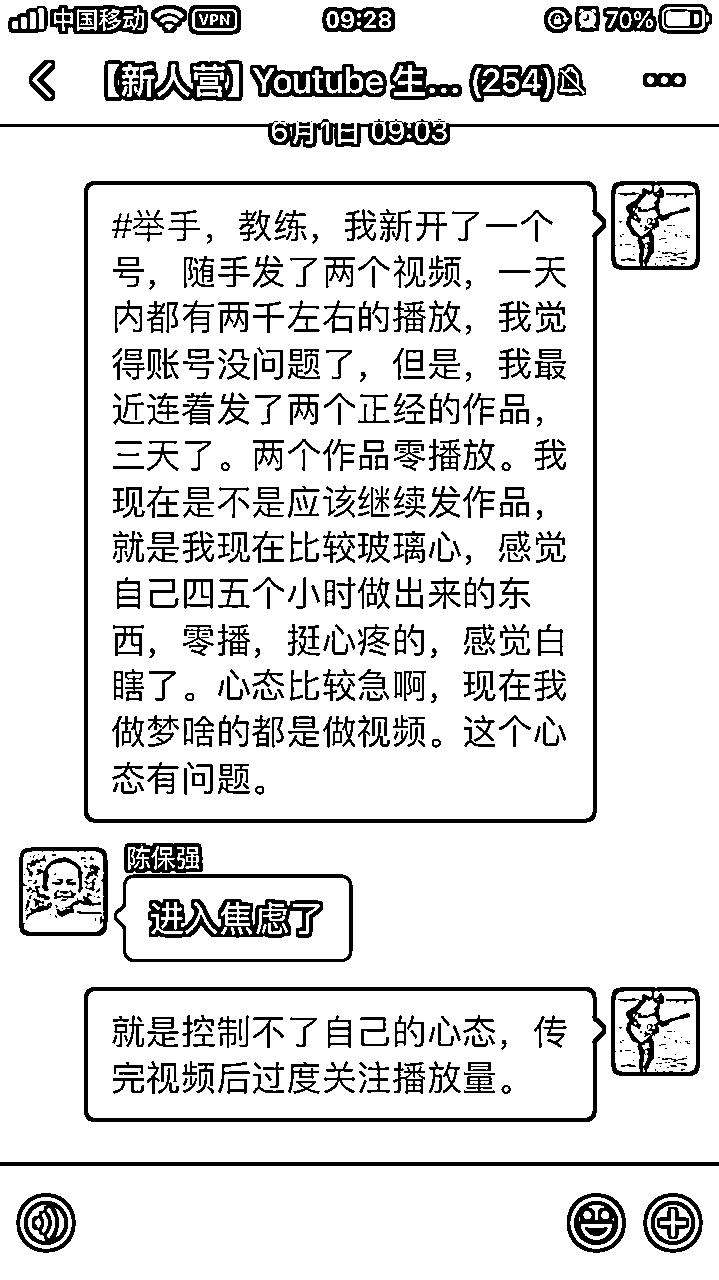 中国移动 VPN 09:28 70%
【新人营】Youtube 生... (254)
6月1日 09:03
#举手，教练，我新开了一个
号，随手发了两个视频，一天
内都有两千左右的播放，我觉
得账号没问题了，但是，我最
近连着发了两个正经的作品，
三天了。两个作品零播放。我
现在是不是应该继续发作品，
就是我现在比较玻璃心，感觉
自己四五个小时做出来的东
西，零播，挺心疼的，感觉白
瞎了。心态比较急啊，现在我
做梦啥的都是做视频。这个心
态有问题。
陈保强
进入焦虑了
就是控制不了自己的心态，传
完视频后过度关注播放量。